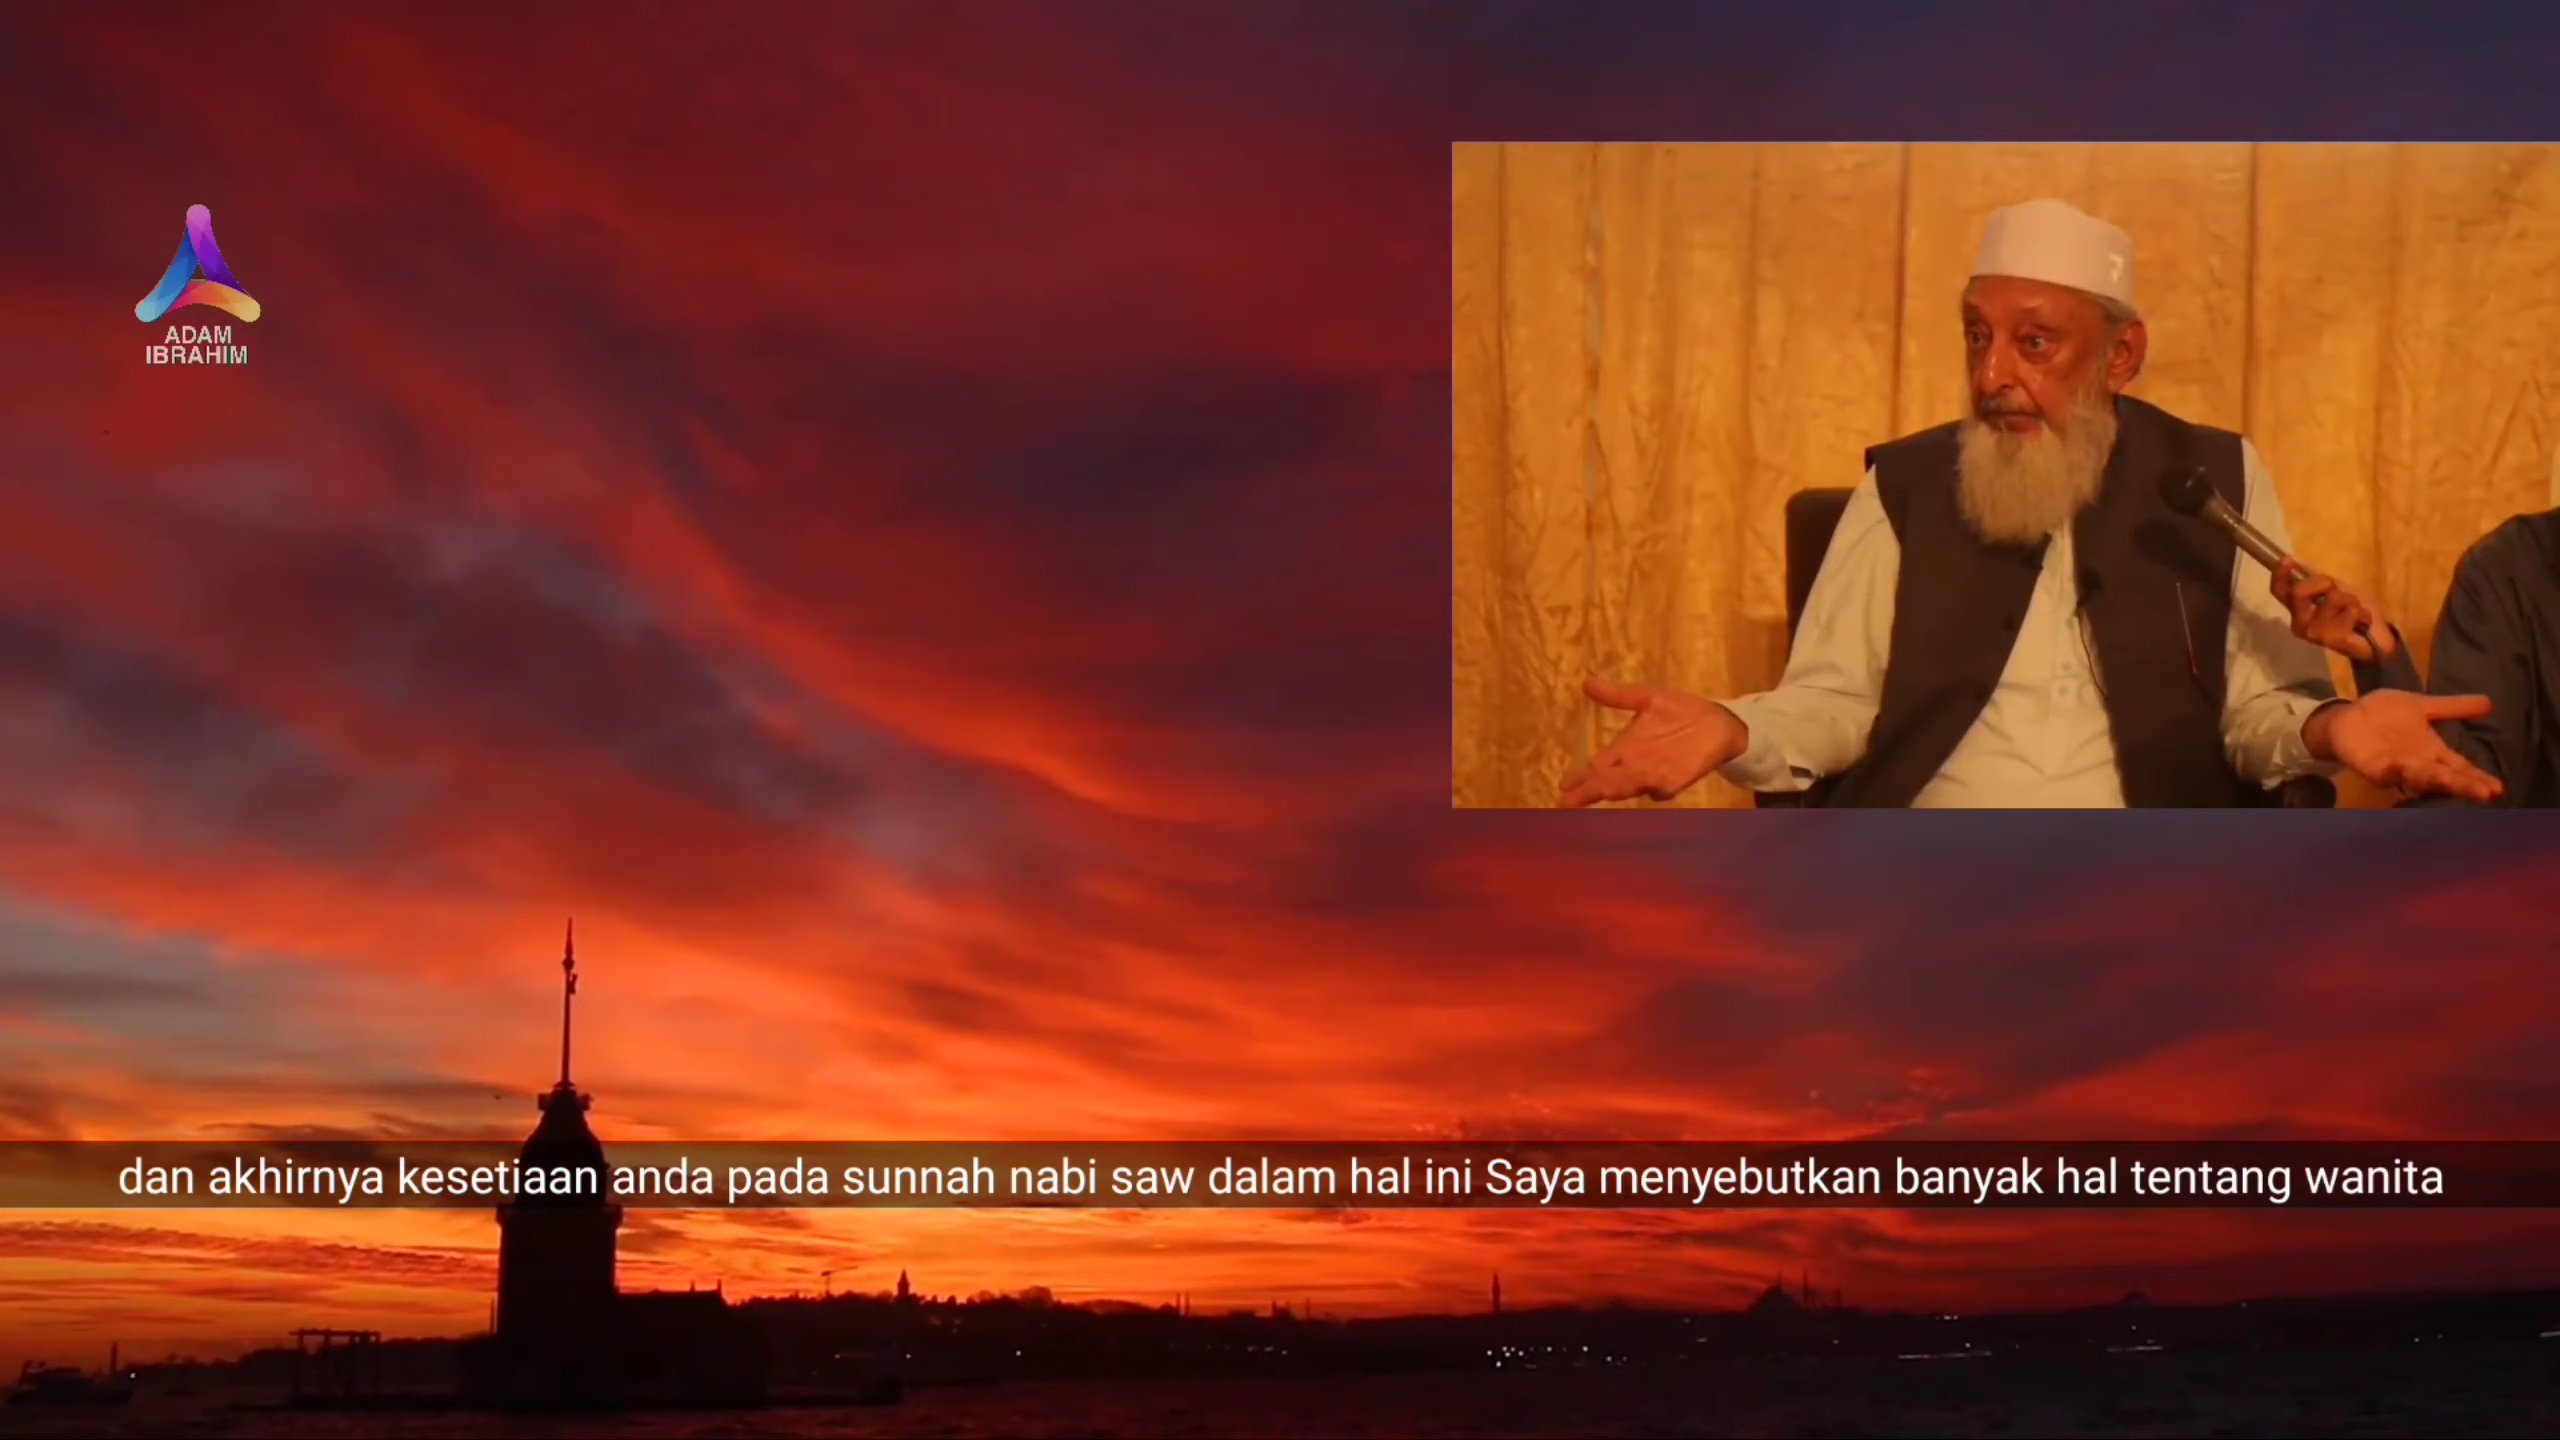 ADAM
IBRAHIM
dan akhirnya kesetiaan anda pada sunnah nabi saw dalam hal ini Saya menyebutkan banyak hal tentang wanita